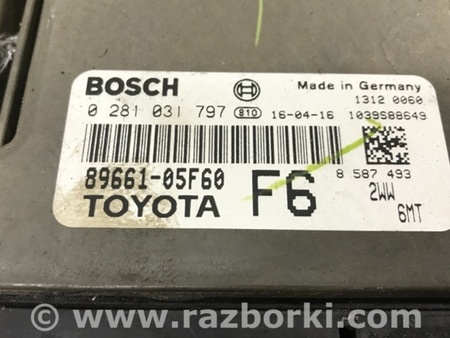 BOSCH
Made in Germany
0 281 031 797 810 16-04-16
1312 0060
1039S88649
89661-05F60
8 587 493
TOYOTA F6
2WW
6MT
© www.razborki.com